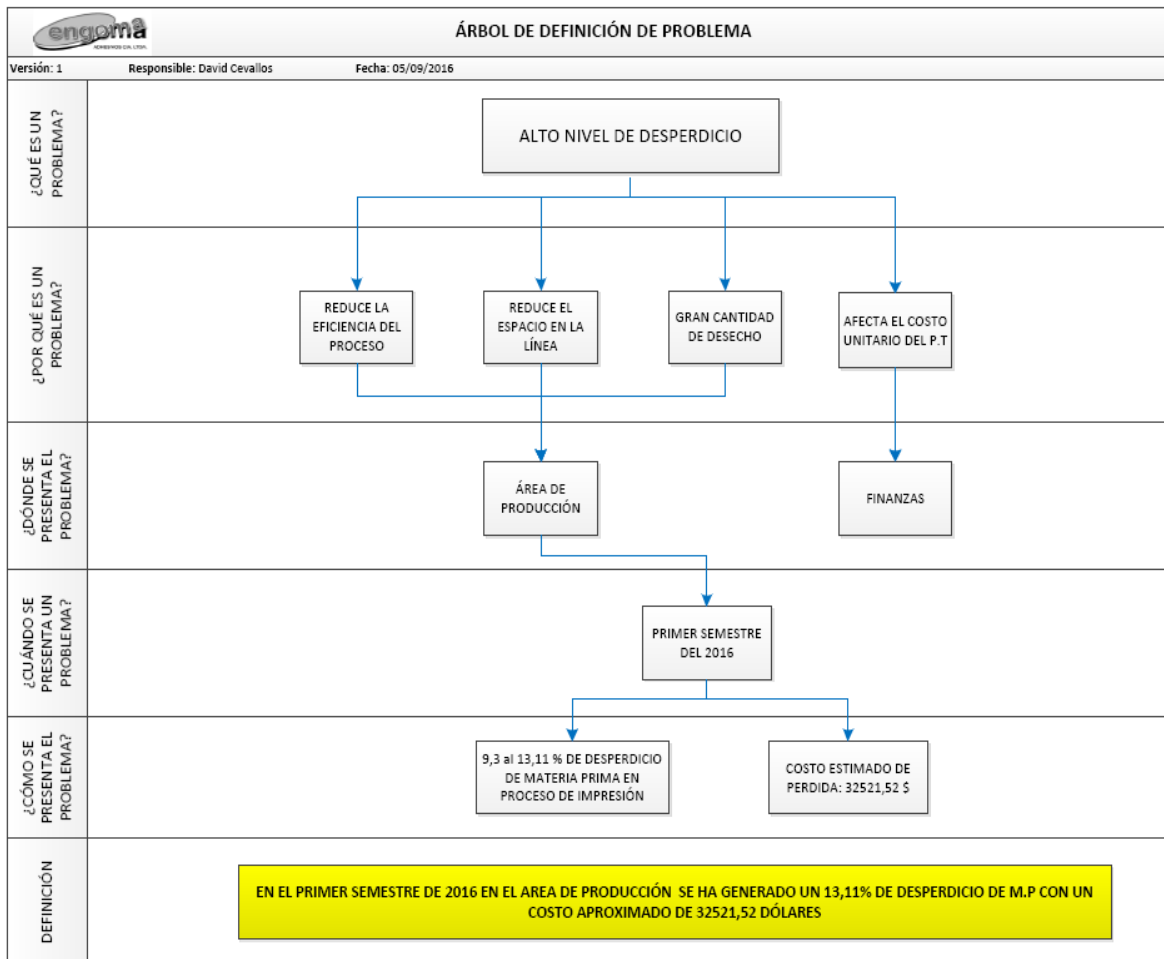 engoma
ADHESIVOS CIA. LTDA.
ÁRBOL DE DEFINICIÓN DE PROBLEMA
Versión: 1 Responsible: David Cevallos Fecha: 05/09/2016
¿QUÉ ES UN
PROBLEMA?
ALTO NIVEL DE DESPERDICIO
¿POR QUÉ ES UN
PROBLEMA?
REDUCE LA
EFICIENCIA DEL
PROCESO
REDUCE EL
ESPACIO EN LA
LÍNEA
GRAN CANTIDAD
DE DESECHO
AFECTA EL COSTO
UNITARIO DEL P.T
¿DÓNDE SE
PRESENTA EL
PROBLEMA?
ÁREA DE
PRODUCCIÓN
FINANZAS
¿CUÁNDO SE
PRESENTA UN
PROBLEMA?
PRIMER SEMESTRE
DEL 2016
¿CÓMO SE
PRESENTA EL
PROBLEMA?
9,3 al 13,11 % DE DESPERDICIO
DE MATERIA PRIMA EN
PROCESO DE IMPRESIÓN
COSTO ESTIMADO DE
PERDIDA: 32521,52 $
DEFINICIÓN
EN EL PRIMER SEMESTRE DE 2016 EN EL AREA DE PRODUCCIÓN SE HA GENERADO UN 13,11% DE DESPERDICIO DE M.P CON UN
COSTO APROXIMADO DE 32521,52 DÓLARES